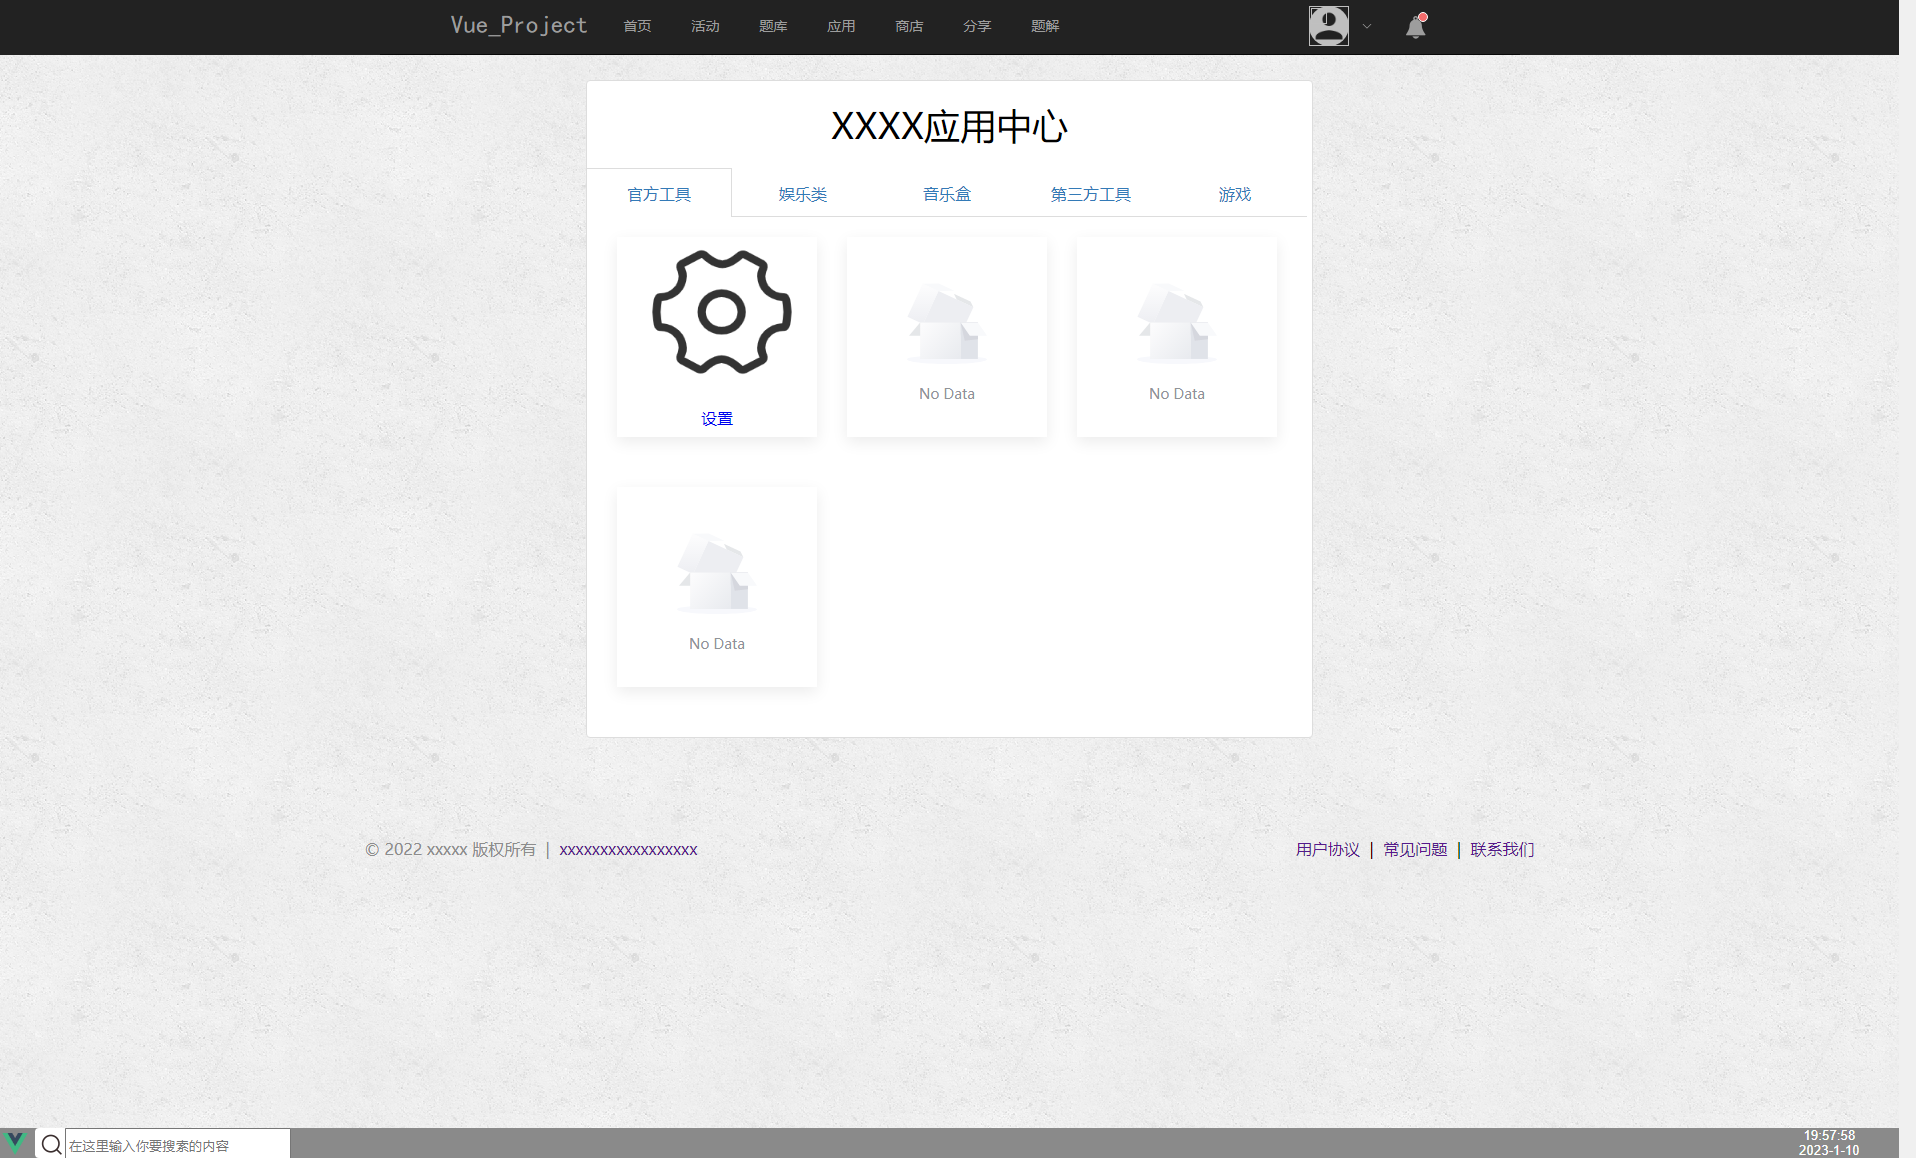 Vue_Project 首页 活动 题库 应用 商店 分享 题解
XXXX应用中心
官方工具 娱乐类 音乐盒 第三方工具 游戏
设置
No Data
No Data
No Data
© 2022 xxxxx 版权所有 | xxxxxxxxxxxxxxxxx
用户协议 | 常见问题 | 联系我们
在这里输入你要搜索的内容
19:57:58
2023-1-10